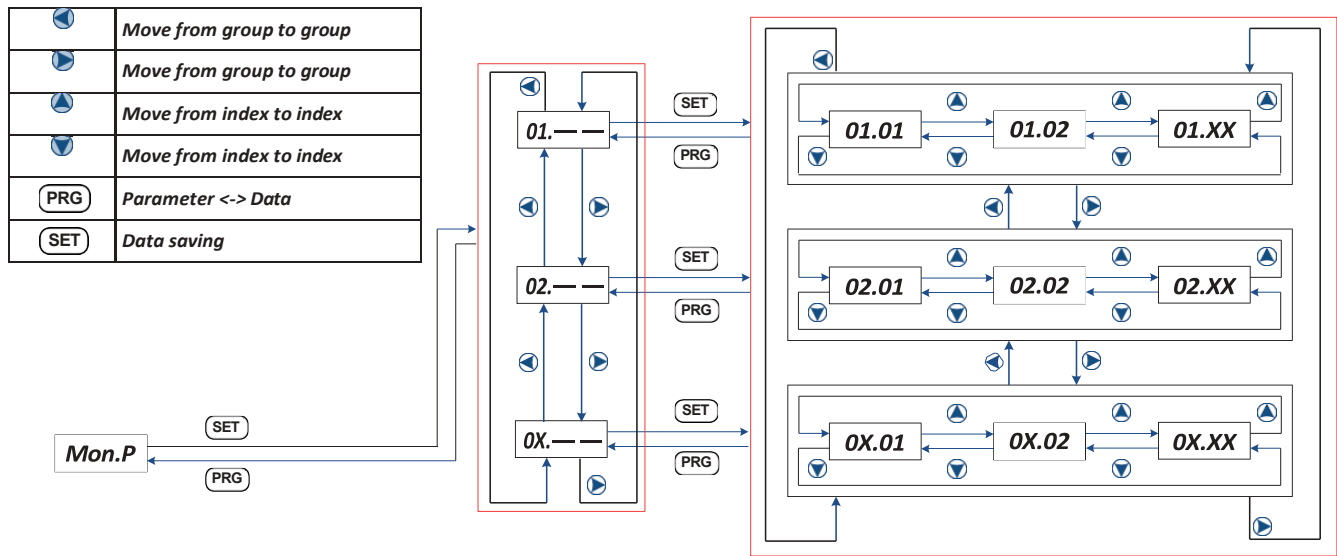 Move from group to group
Move from group to group
Move from index to index
Move from index to index
PRG Parameter <-> Data
SET Data saving
Mon.P
SET
PRG
01.— —
02.— —
0X.— —
SET
PRG
SET
PRG
SET
PRG
01.01 01.02 01.XX
02.01 02.02 02.XX
0X.01 0X.02 0X.XX